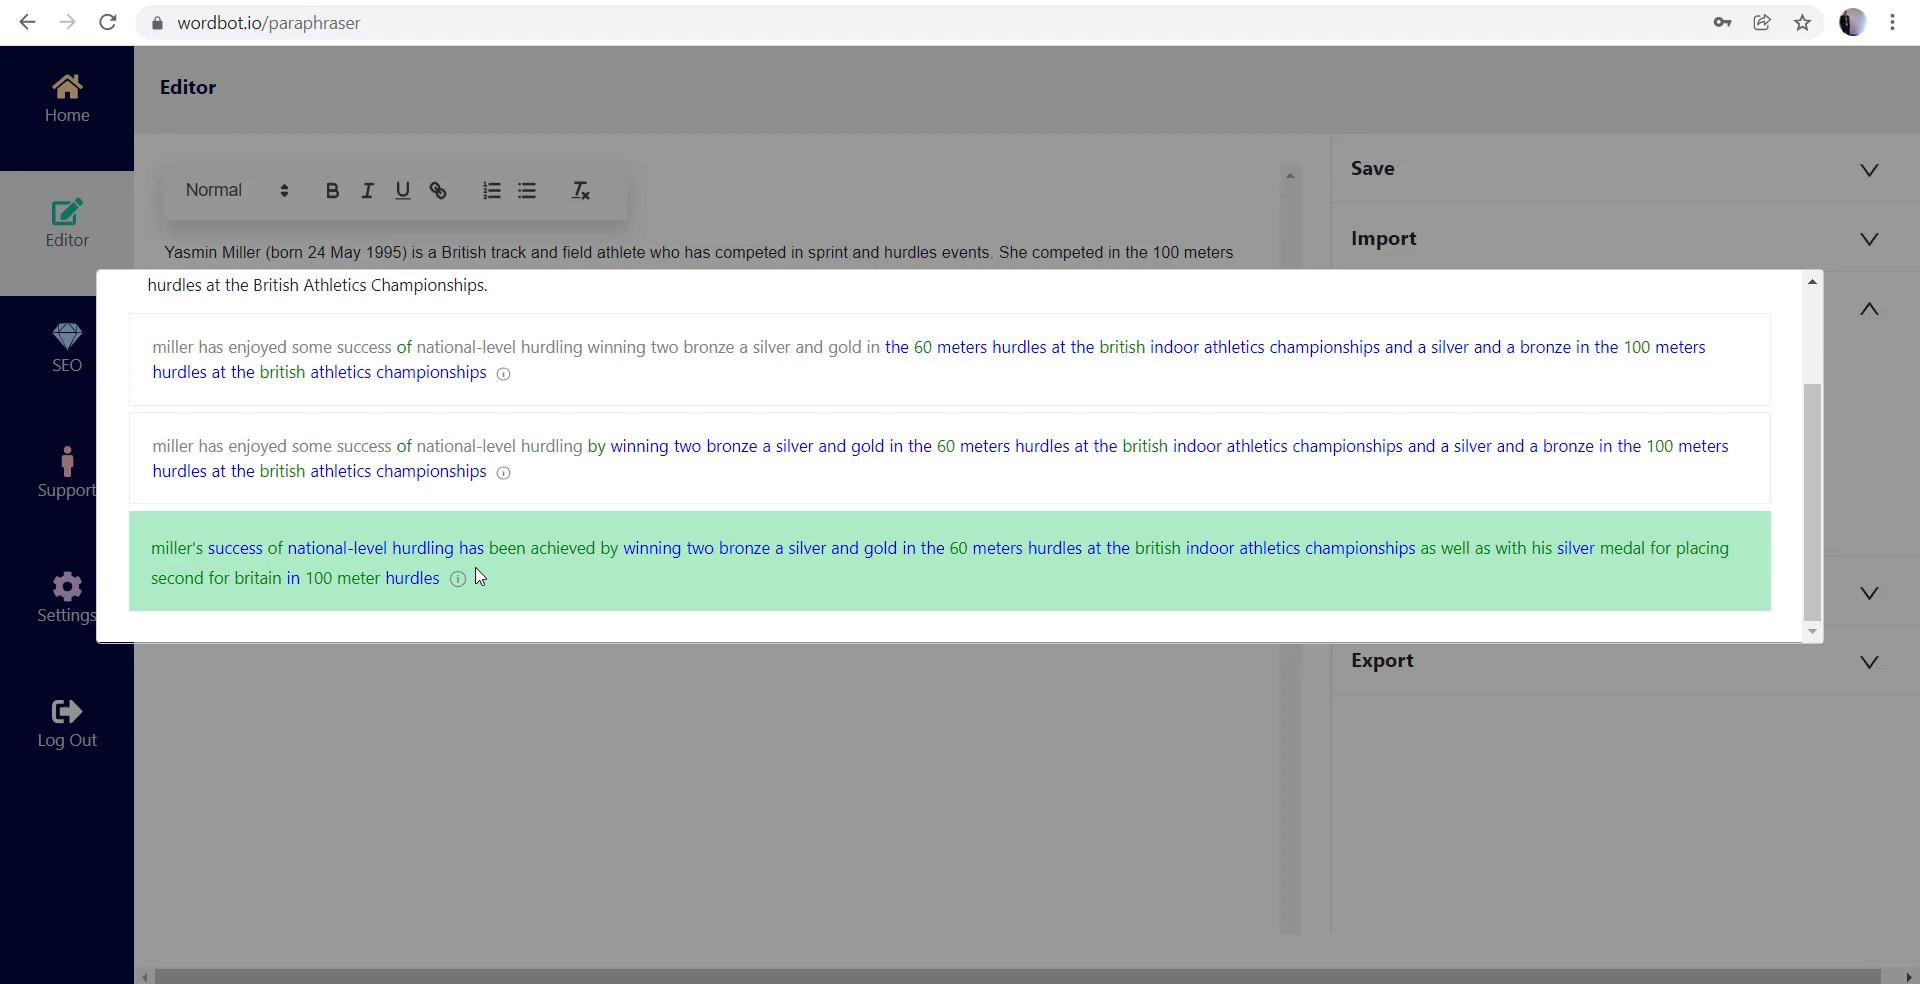 wordbot.io/paraphraser
Home
Editor
Editor
SEO
Support
Settings
Log Out
Normal
B I U
Yasmin Miller (born 24 May 1995) is a British track and field athlete who has competed in sprint and hurdles events. She competed in the 100 meters
Save
Import
hurdles at the British Athletics Championships.
miller has enjoyed some success of national-level hurdling winning two bronze a silver and gold in the 60 meters hurdles at the british indoor athletics championships and a silver and a bronze in the 100 meters
hurdles at the british athletics championships
miller has enjoyed some success of national-level hurdling by winning two bronze a silver and gold in the 60 meters hurdles at the british indoor athletics championships and a silver and a bronze in the 100 meters
hurdles at the british athletics championships
miller's success of national-level hurdling has been achieved by winning two bronze a silver and gold in the 60 meters hurdles at the british indoor athletics championships as well as with his silver medal for placing
second for britain in 100 meter hurdles
Export